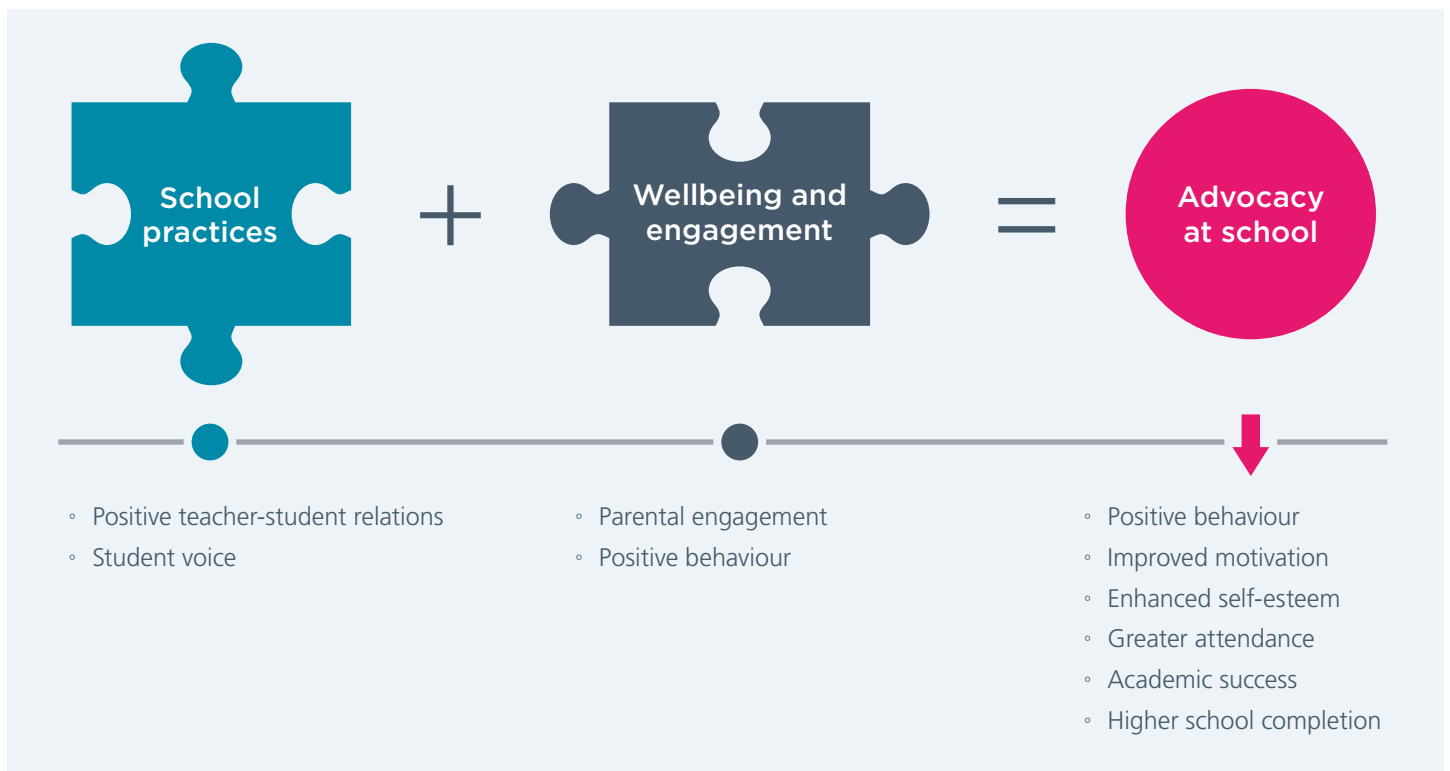 School
practices
+
Wellbeing and
engagement
=
Advocacy
at school
◦ Positive teacher-student relations
◦ Student voice
◦ Parental engagement
◦ Positive behaviour
◦ Positive behaviour
◦ Improved motivation
◦ Enhanced self-esteem
◦ Greater attendance
◦ Academic success
◦ Higher school completion